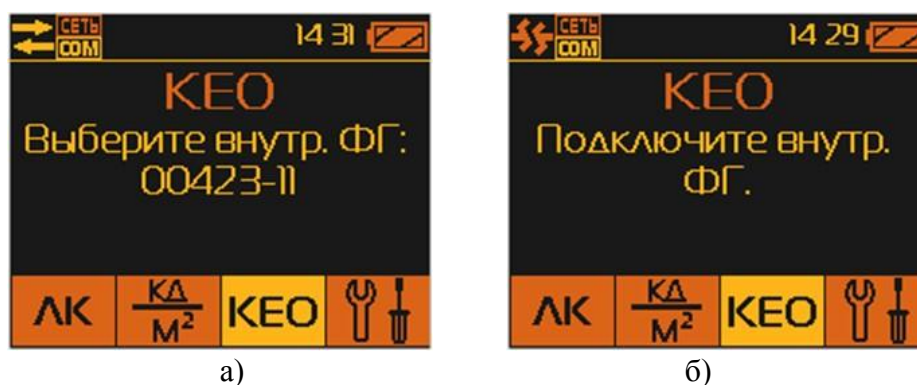 СЕТЬ
COM
14 31
КЕО
Выберите внутр. ФГ:
00423-11
ЛК
КД
М²
КЕО
а)
СЕТЬ
COM
14 29
КЕО
Подключите внутр.
ФГ.
ЛК
КД
М²
КЕО
б)